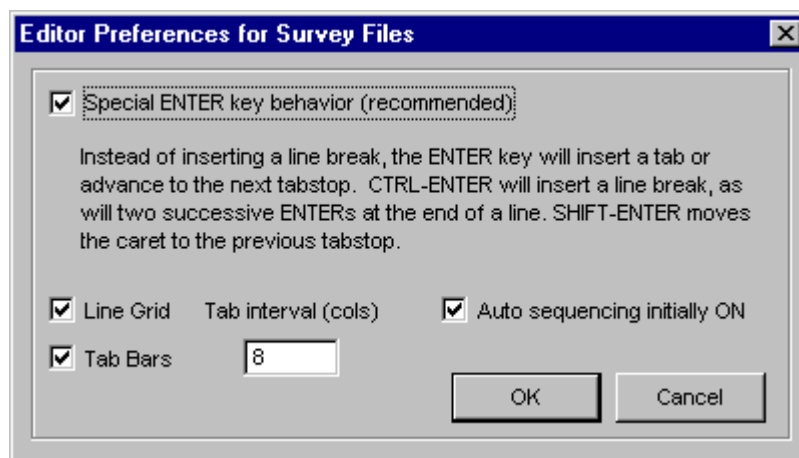 Editor Preferences for Survey Files
Special ENTER key behavior (recommended)
Instead of inserting a line break, the ENTER key will insert a tab or
advance to the next tabstop.  CTRL-ENTER will insert a line break, as
will two successive ENTERs at the end of a line. SHIFT-ENTER moves
the caret to the previous tabstop.
Line Grid Tab interval (cols) Auto sequencing initially ON
Tab Bars 8
OK Cancel